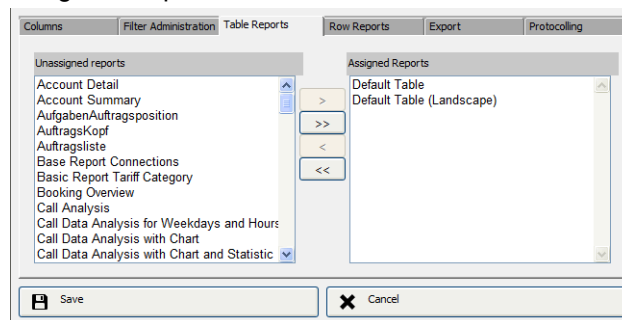 Columns
Filter Administration
Table Reports
Row Reports
Export
Protocolling
Unassigned reports
Account Detail
Account Summary
AufgabenAuftragsposition
AuftragsKopf
Auftragsliste
Base Report Connections
Basic Report Tariff Category
Booking Overview
Call Analysis
Call Data Analysis for Weekdays and Hours
Call Data Analysis with Chart
Call Data Analysis with Chart and Statistic
>
>>
<
<<
Assigned Reports
Default Table
Default Table (Landscape)
Save
Cancel